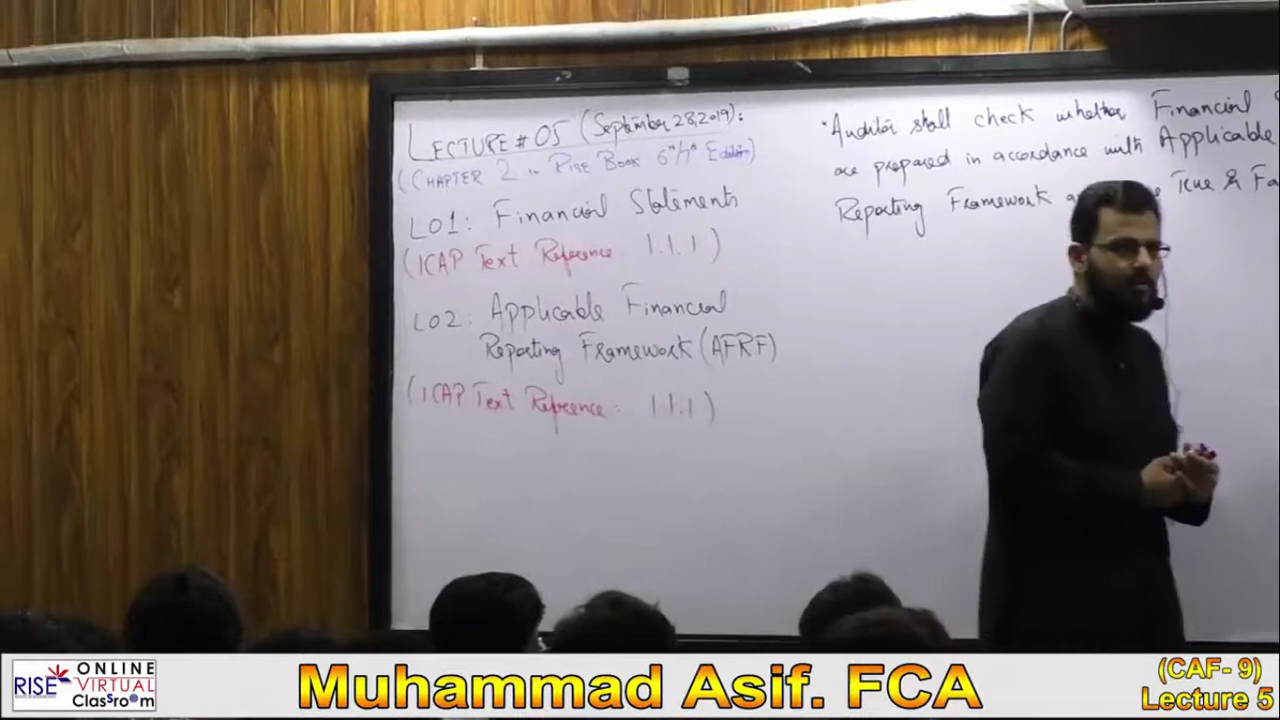 LECTURE # 05 (September 28, 2019):
(CHAPTER 2 in RISE BOOK 6th/7th Edition)
LO1: Financial Statements
(ICAP Text Reference 1.1.1)
LO2: Applicable Financial
Reporting Framework (AFRF)
(ICAP Text Reference: 1.1.1)
Auditor shall check whether Financial
are prepared in accordance with Applicable
Reporting Framework True & Fa
RISE ONLINE VIRTUAL Classroom
Muhammad Asif. FCA
(CAF- 9)
Lecture 5